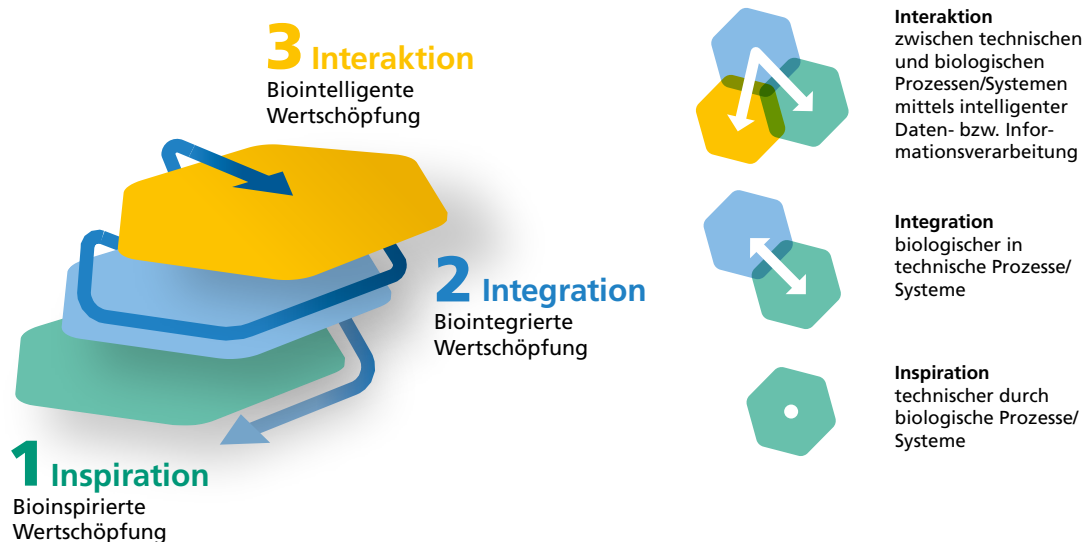 3 Interaktion
Biointelligente
Wertschöpfung
2 Integration
Biointegrierte
Wertschöpfung
1 Inspiration
Bioinspirierte
Wertschöpfung
Interaktion
zwischen technischen
und biologischen
Prozessen/Systemen
mittels intelligenter
Daten- bzw. Infor-
mationsverarbeitung
Integration
biologischer in
technische Prozesse/
Systeme
Inspiration
technischer durch
biologische Prozesse/
Systeme